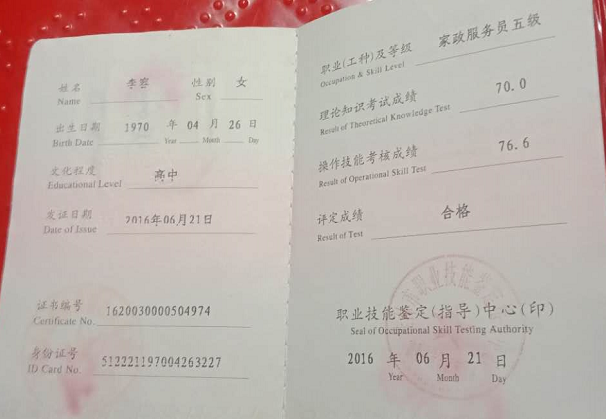 姓名 李容 性别 女
Name Sex
出生日期 1970 年 04 月 26 日
Birth Date Year Month Day
文化程度 高中
Educational Level
发证日期 2016年06月21日
Date of Issue
证书编号 1620030000504974
Certificate No.
身份证号 513221197004263227
ID Card No.
职业(工种)及等级 家政服务员五级
Occupation & Skill Level
理论知识考试成绩 70.0
Result of Theoretical Knowledge Test
操作技能考核成绩 76.6
Result of Operational Skill Test
评定成绩 合格
Result of Test
职业技能鉴定(指导)中心(印)
Seal of Occupational Skill Testing Authority
2016 年 06 月 21 日
Year Month Day